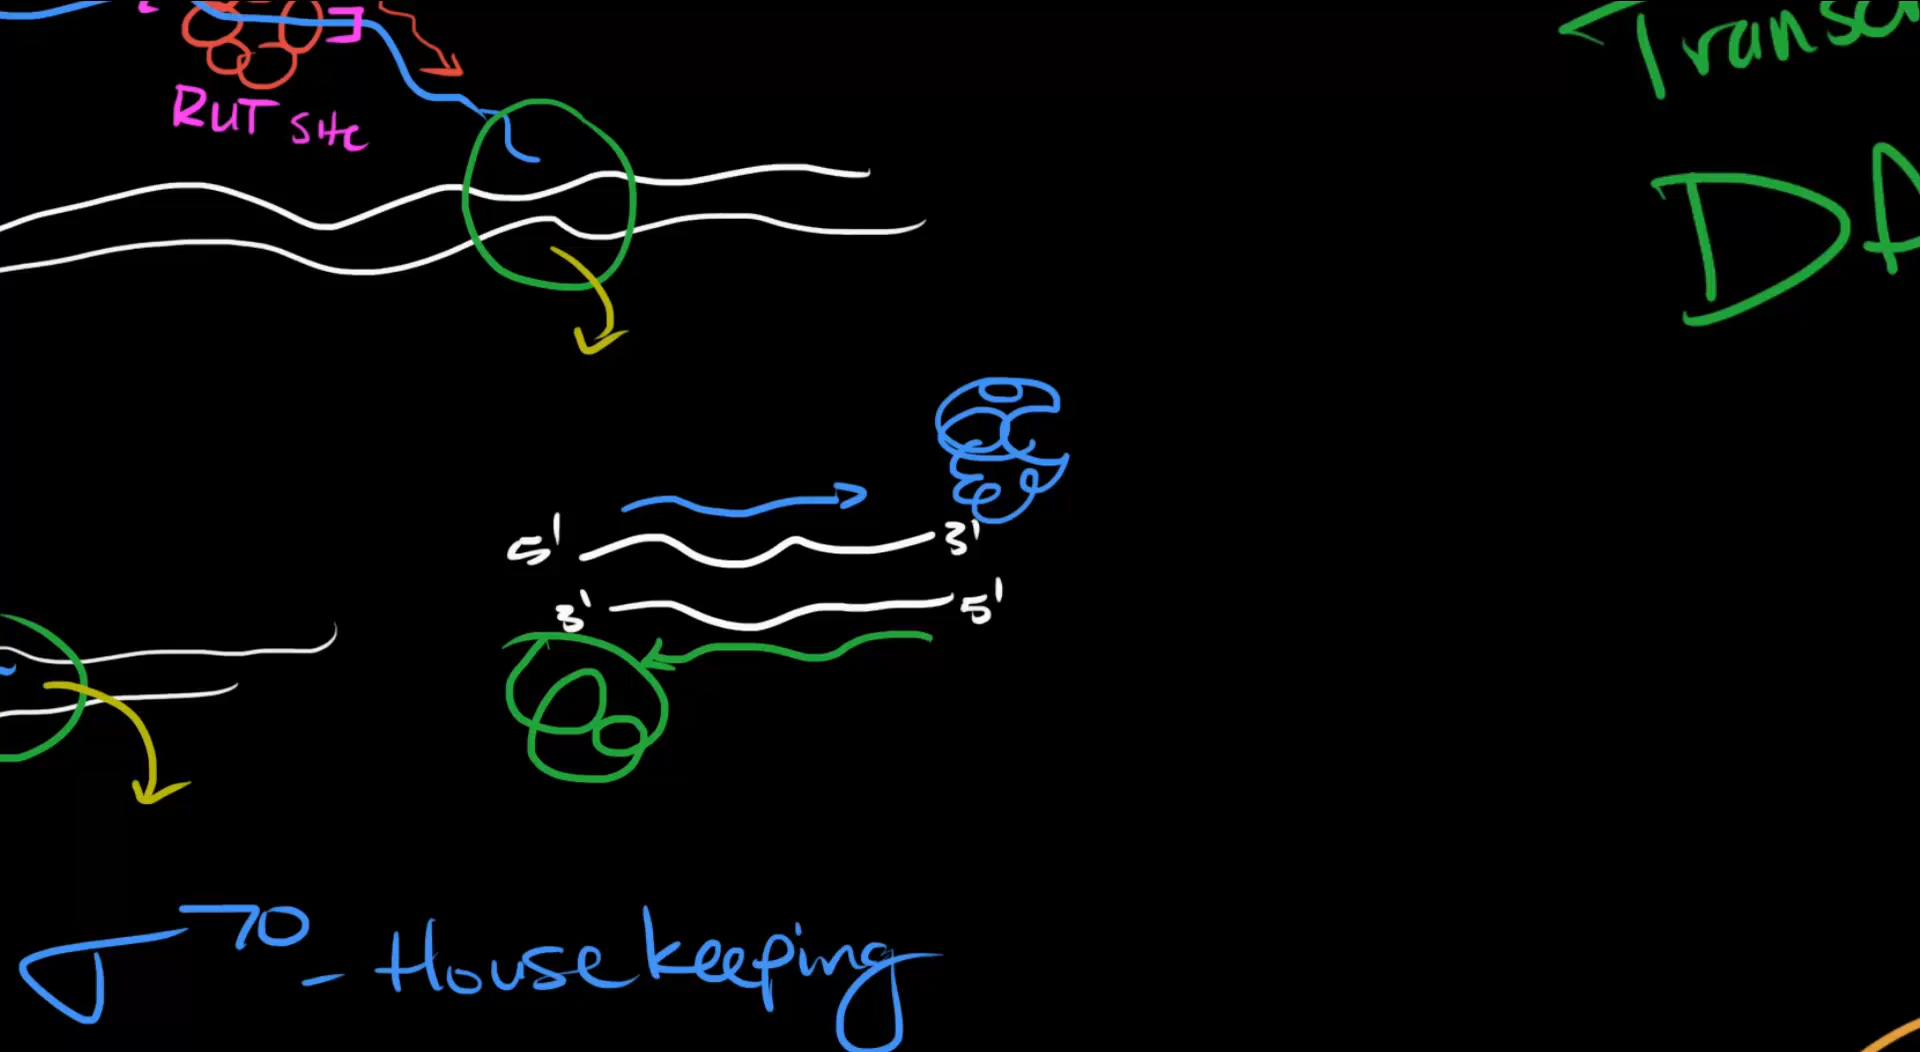 RUT site
Transc
DA
5' 3'
3' 5'
σ70 - Housekeeping